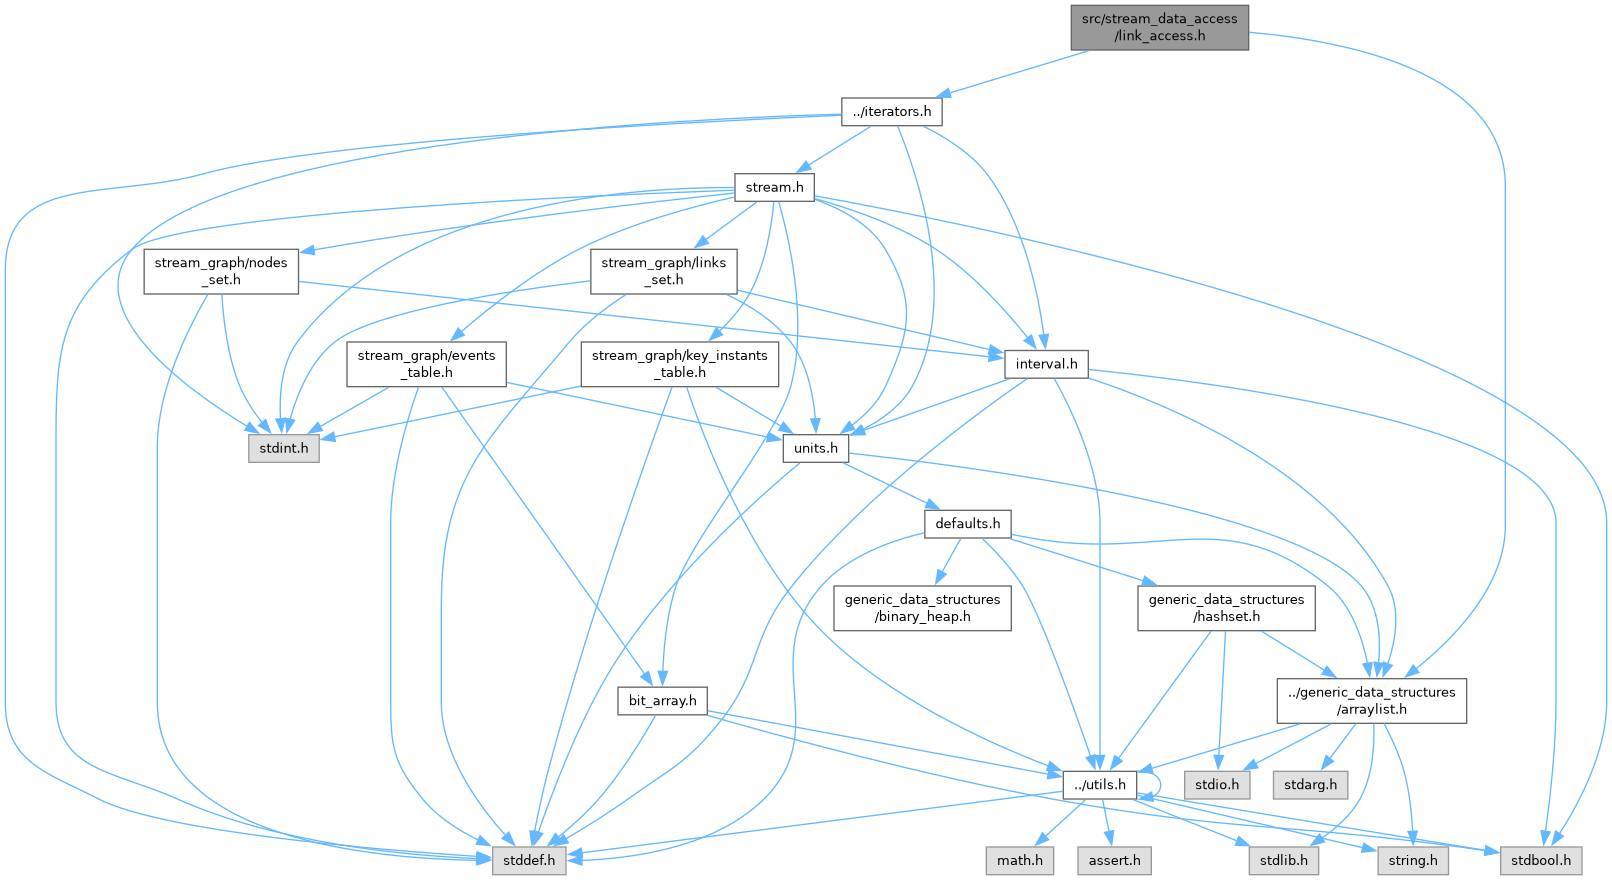 src/stream_data_access
/link_access.h
../iterators.h
stream.h
stream_graph/nodes
_set.h
stream_graph/links
_set.h
stream_graph/events
_table.h
stream_graph/key_instants
_table.h
interval.h
stdint.h
units.h
defaults.h
generic_data_structures
/binary_heap.h
generic_data_structures
/hashset.h
bit_array.h
../generic_data_structures
/arraylist.h
../utils.h
stdio.h
stdarg.h
stddef.h
math.h
assert.h
stdlib.h
string.h
stdbool.h